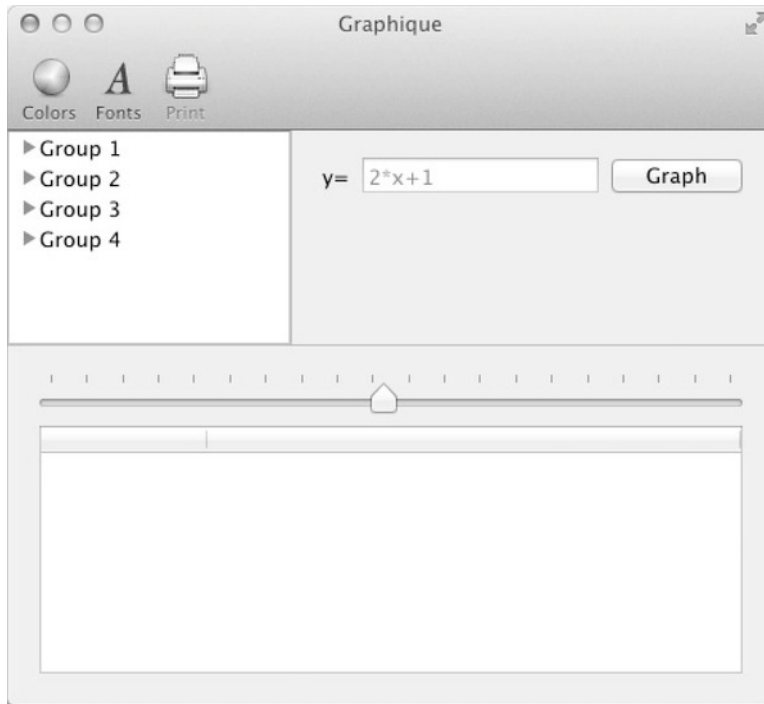 Graphique
Colors Fonts Print
Group 1
Group 2
Group 3
Group 4
y= 2*x+1 Graph